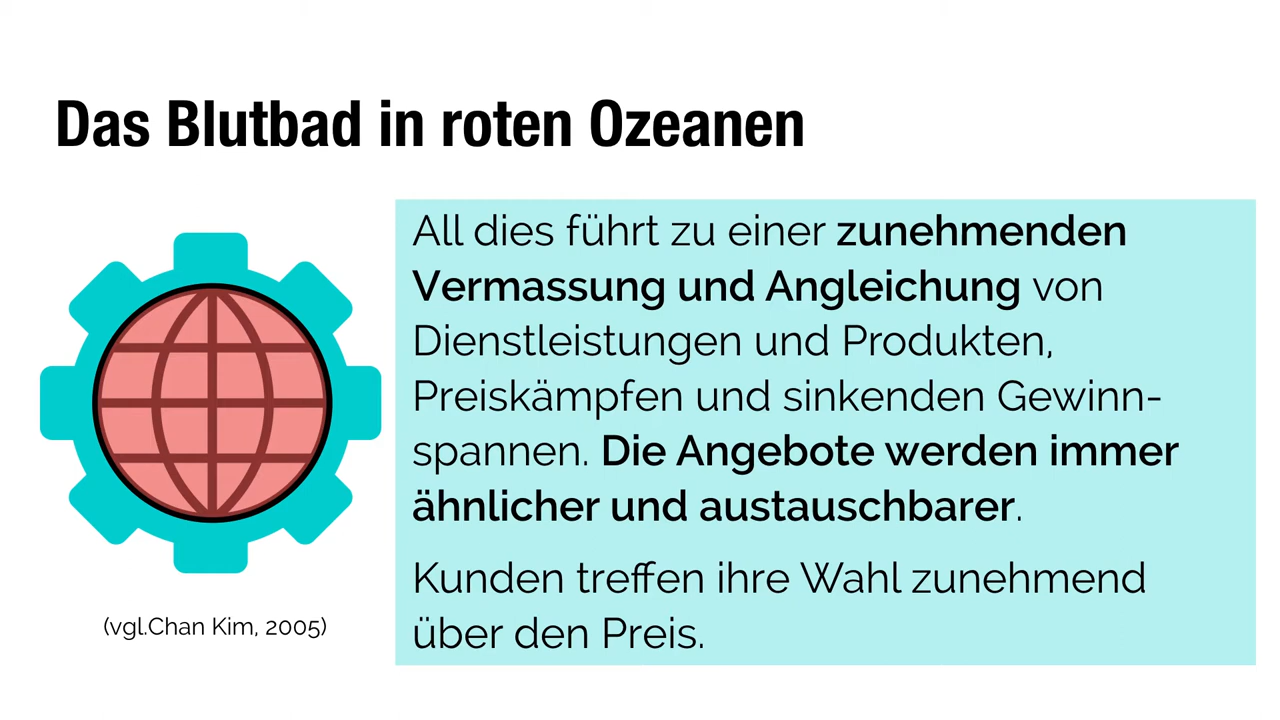 Das Blutbad in roten Ozeanen
All dies führt zu einer zunehmenden
Vermassung und Angleichung von
Dienstleistungen und Produkten,
Preiskämpfen und sinkenden Gewinn-
spannen. Die Angebote werden immer
ähnlicher und austauschbarer.
Kunden treffen ihre Wahl zunehmend
über den Preis.
(vgl.Chan Kim, 2005)